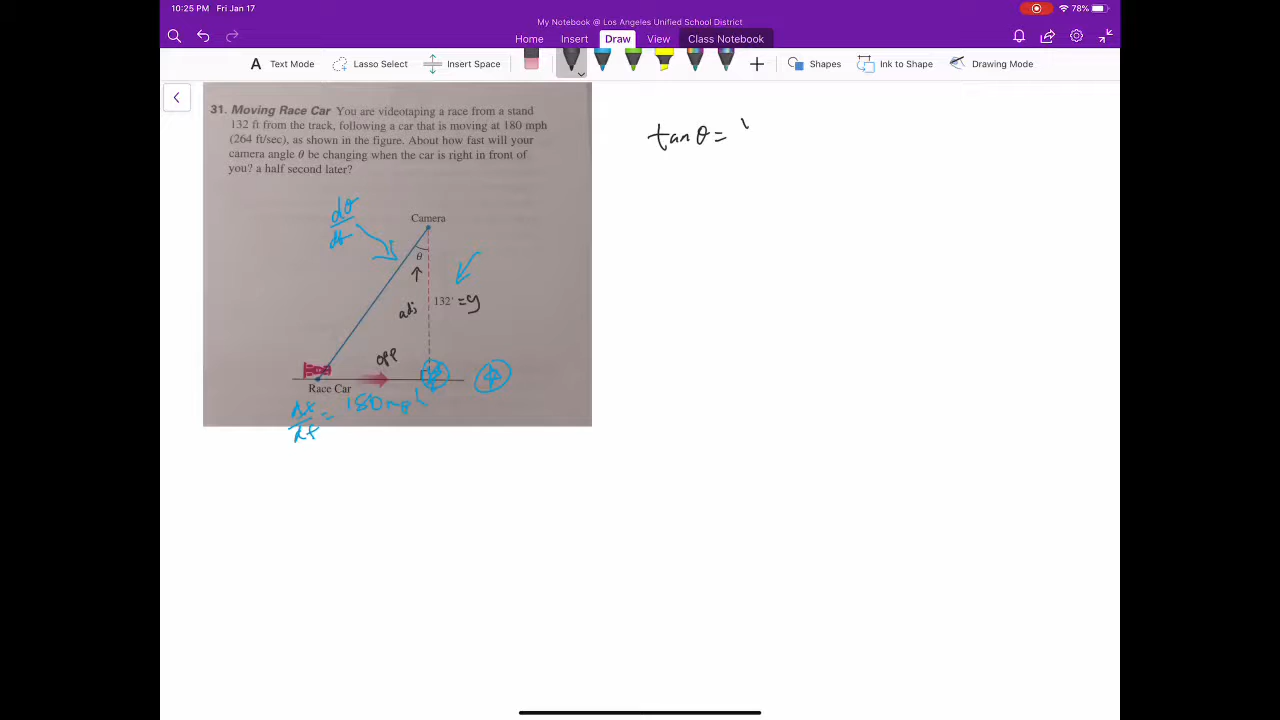 10:25 PM Fri Jan 17
78%
My Notebook @ Los Angeles Unified School District
Home Insert Draw View Class Notebook
A Text Mode Lasso Select Insert Space + Shapes Ink to Shape Drawing Mode
31. Moving Race Car You are videotaping a race from a stand
132 ft from the track, following a car that is moving at 180 mph
(264 ft/sec), as shown in the figure. About how fast will your
camera angle θ be changing when the car is right in front of
you? a half second later?
tan θ =
dθ/dt
Camera
θ
132' = y
adj
opp
Race Car
dx/dt = 180 mph